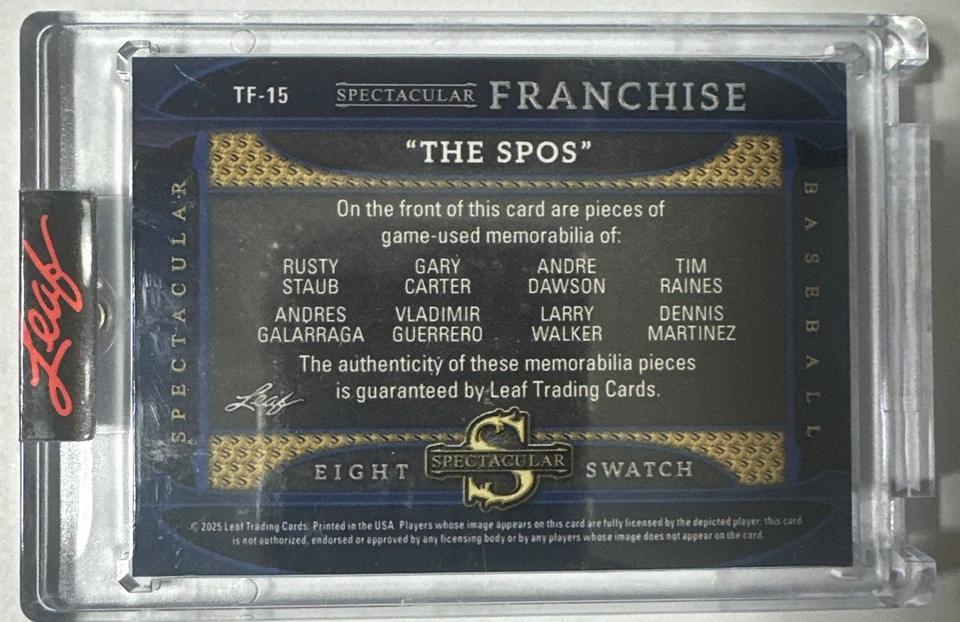 TF-15 SPECTACULAR FRANCHISE
"THE SPOS"
On the front of this card are pieces of
game-used memorabilia of:
RUSTY GARY ANDRE TIM
STAUB CARTER DAWSON RAINES
ANDRES VLADIMIR LARRY DENNIS
GALARRAGA GUERRERO WALKER MARTINEZ
The authenticity of these memorabilia pieces
is guaranteed by Leaf Trading Cards.
Leaf
EIGHT S SWATCH
SPECTACULAR
© 2025 Leaf Trading Cards. Printed in the USA. Players whose image appears on this card are fully licensed by the depicted player; this card
is not authorized, endorsed or approved by any licensing body or by any players whose image does not appear on the card.
SPECTACULAR
BASEBALL
Leaf